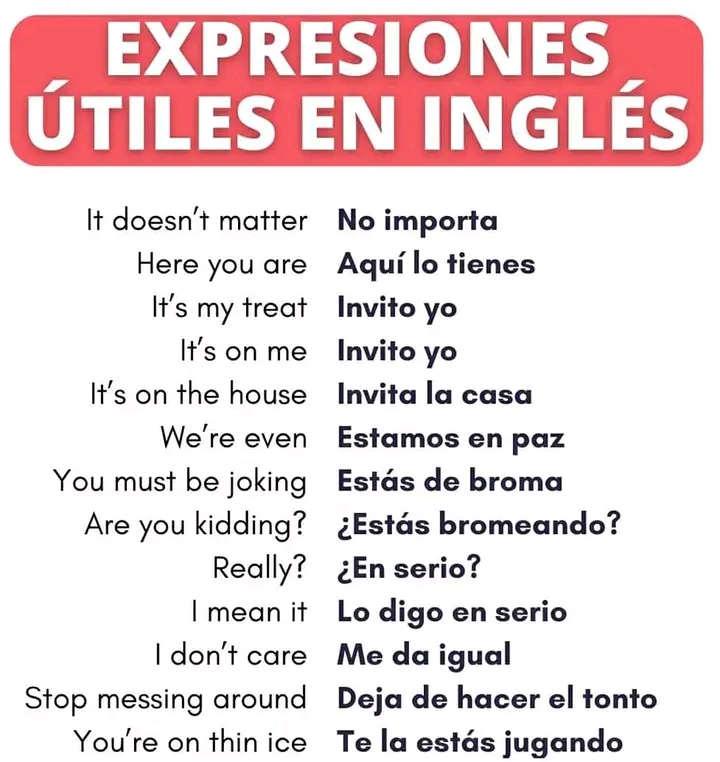 EXPRESIONES
ÚTILES EN INGLÉS
It doesn't matter No importa
Here you are Aquí lo tienes
It's my treat Invito yo
It's on me Invito yo
It's on the house Invita la casa
We're even Estamos en paz
You must be joking Estás de broma
Are you kidding? ¿Estás bromeando?
Really? ¿En serio?
I mean it Lo digo en serio
I don't care Me da igual
Stop messing around Deja de hacer el tonto
You're on thin ice Te la estás jugando